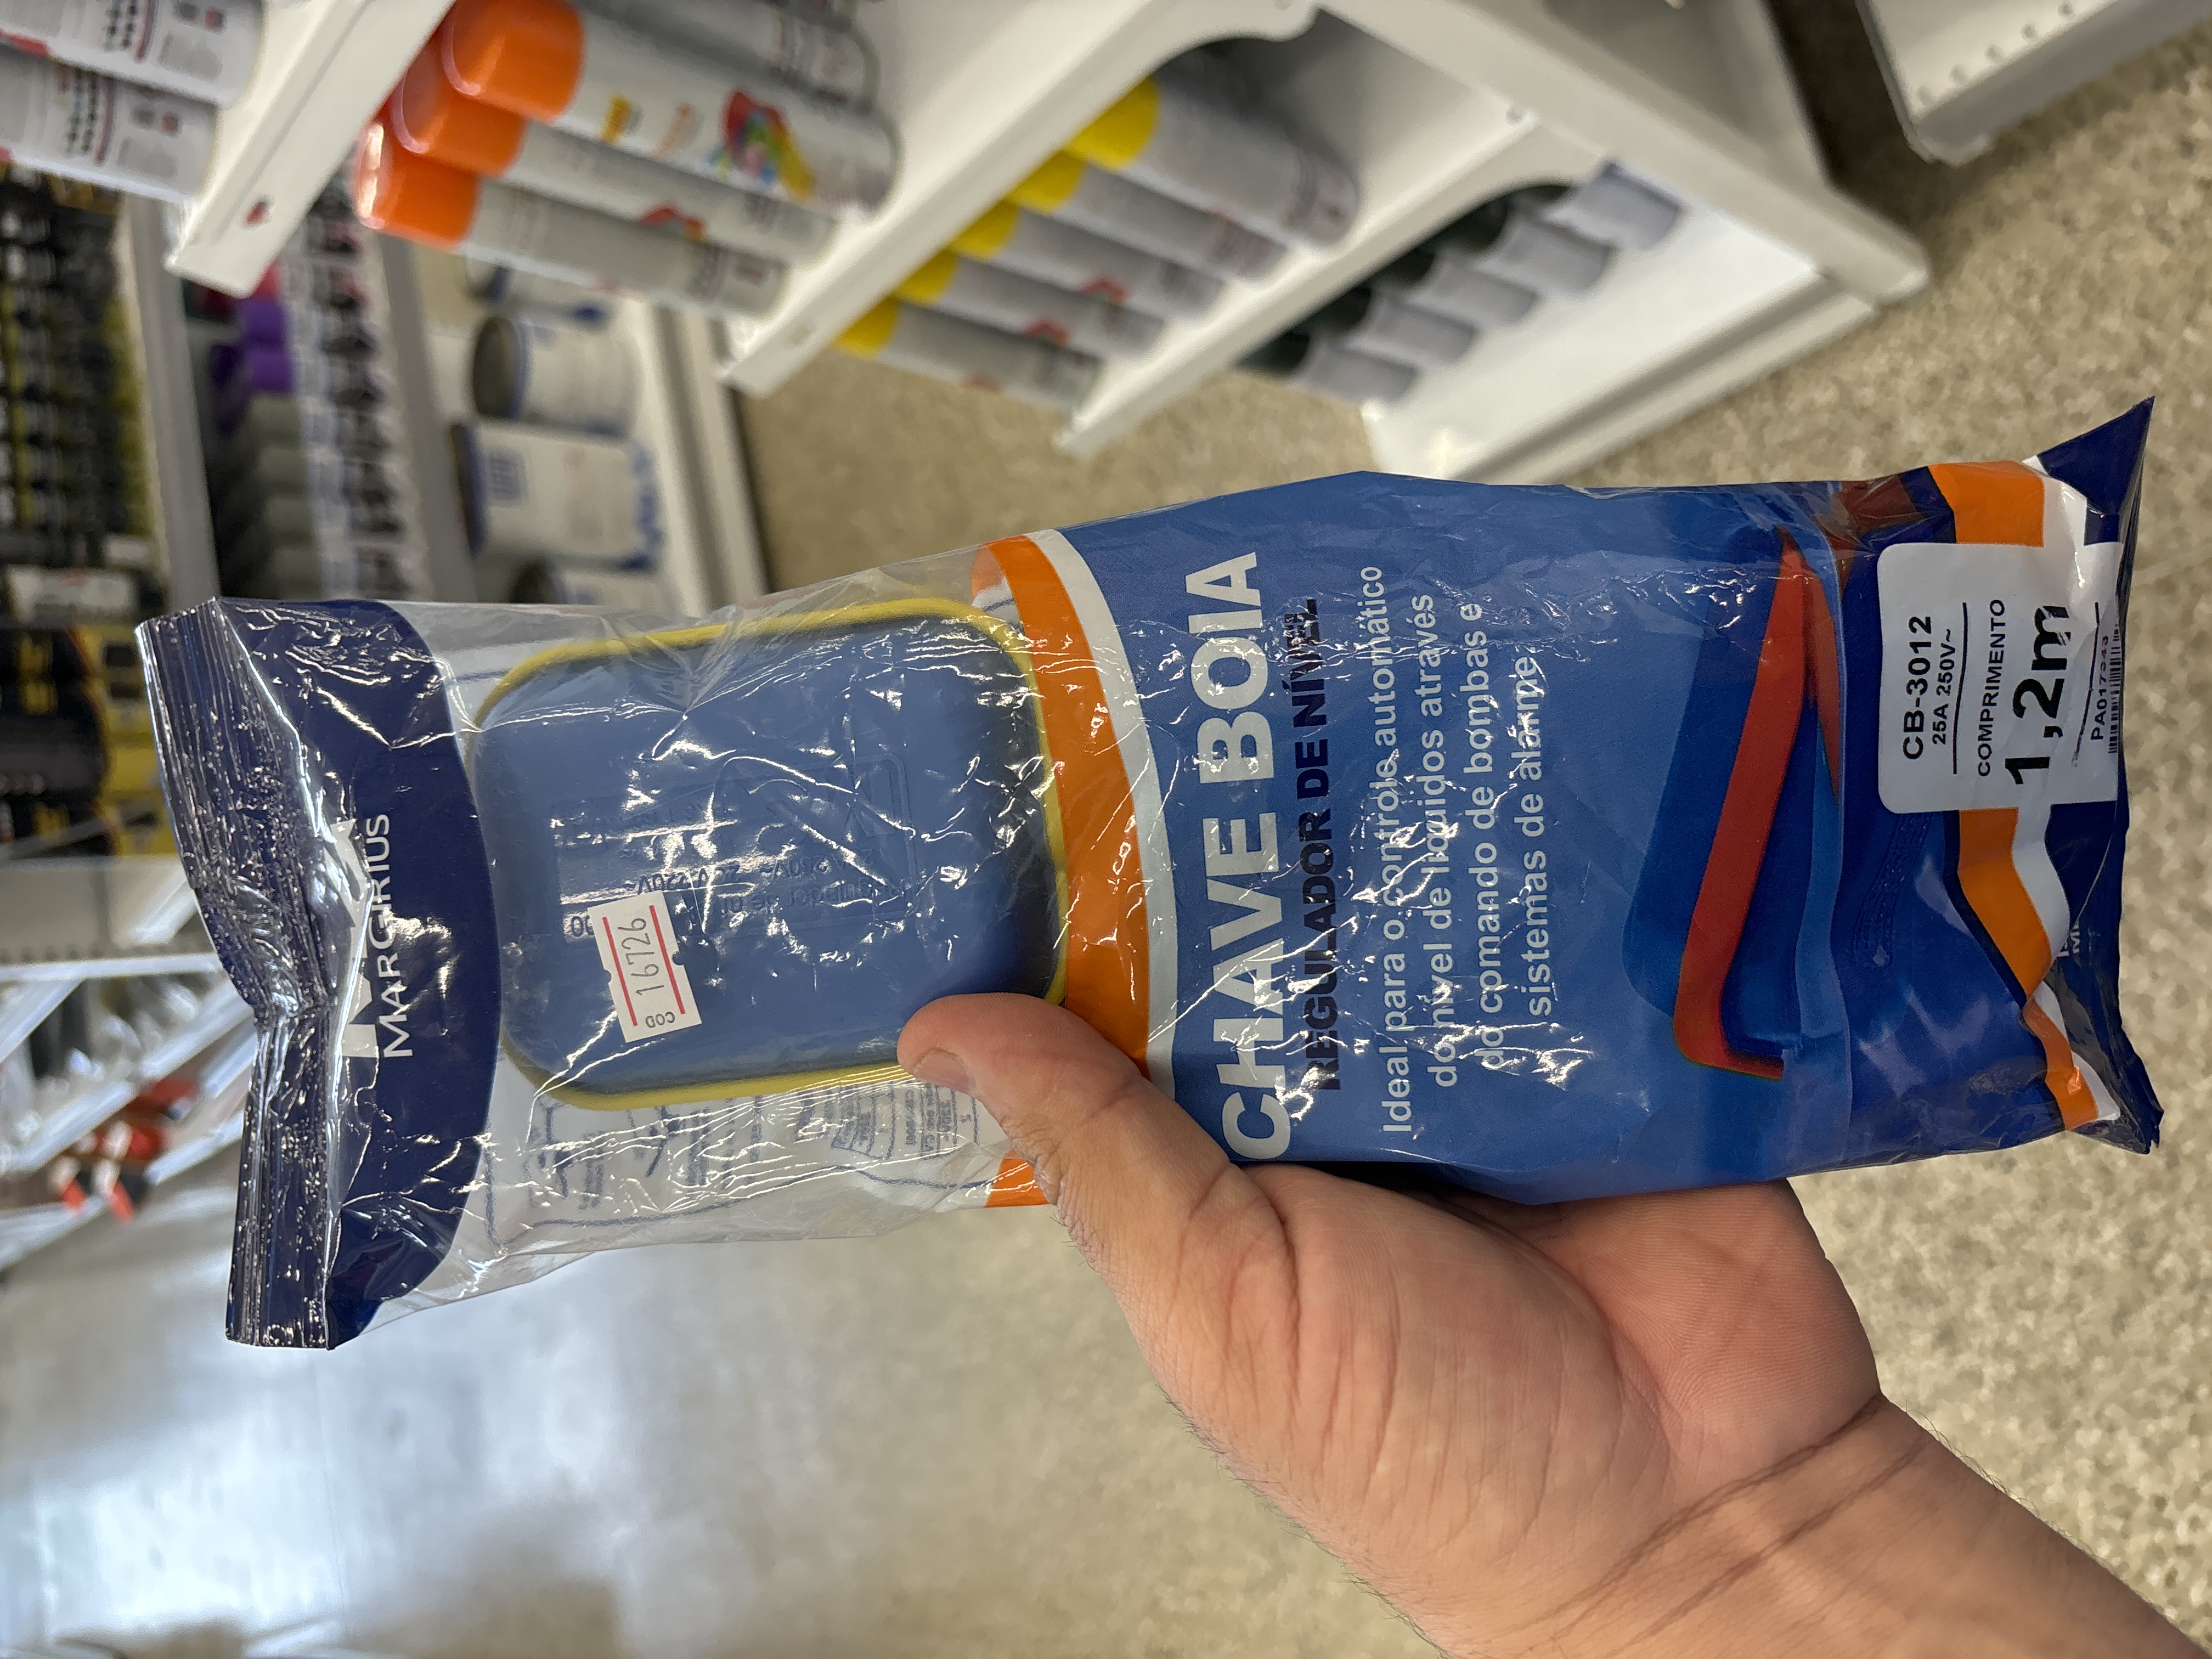 MARGIRIUS
COD
16726
CHAVE BOIA
REGULADOR DE NÍVEL
Ideal para o controle automático
do nível de líquidos através
do comando de bombas e
sistemas de alarme
CB-3012
25A 250V~
COMPRIMENTO
1,2m